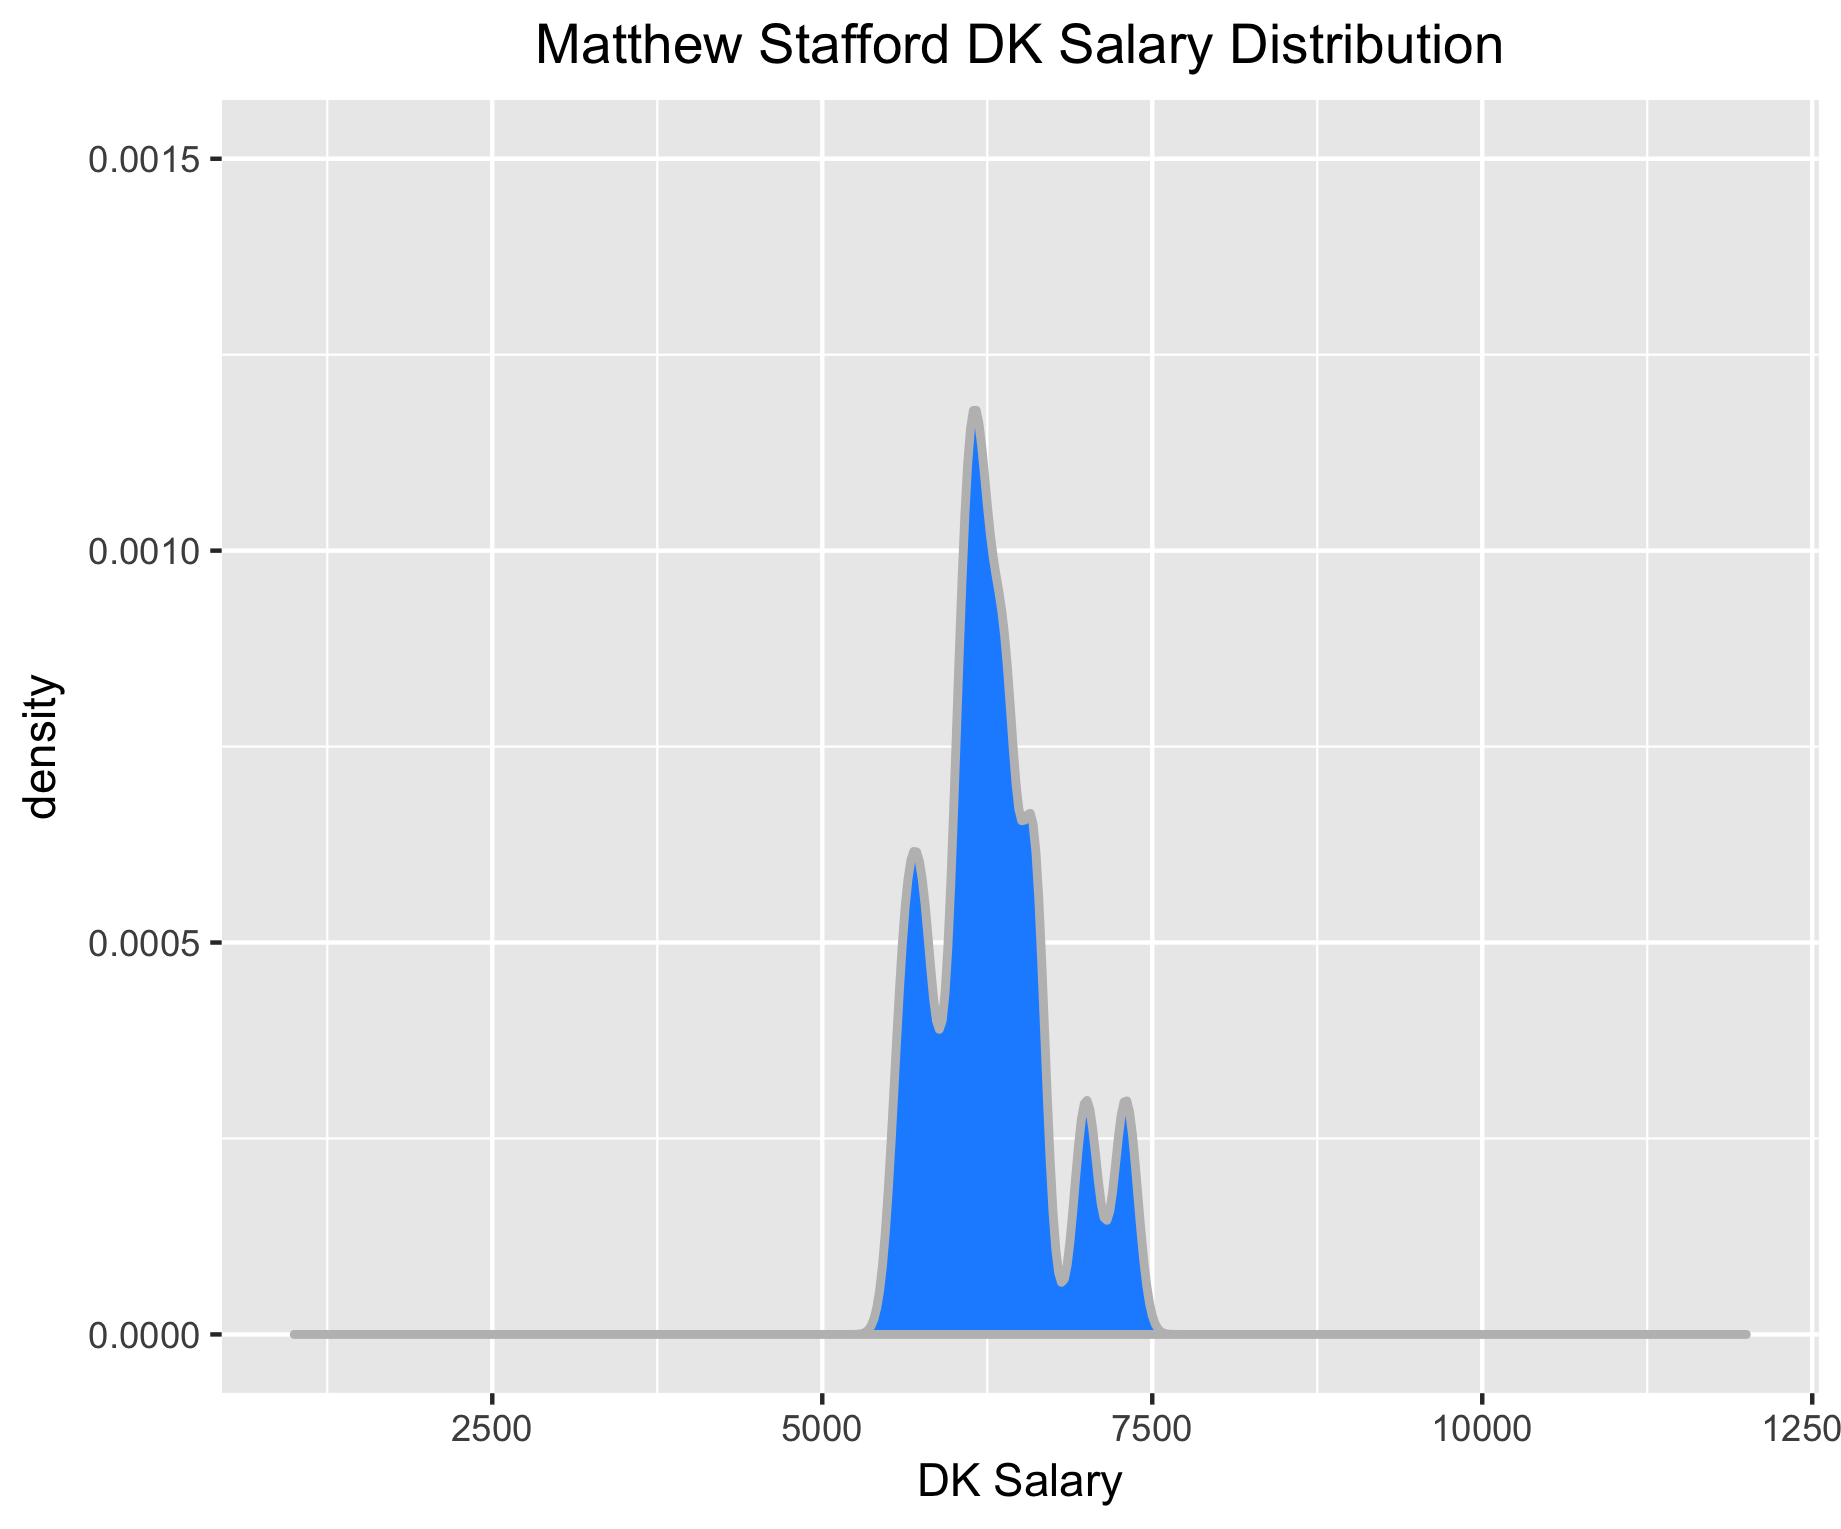 Matthew Stafford DK Salary Distribution
0.0015
0.0010
0.0005
0.0000
density
2500 5000 7500 10000 1250
DK Salary